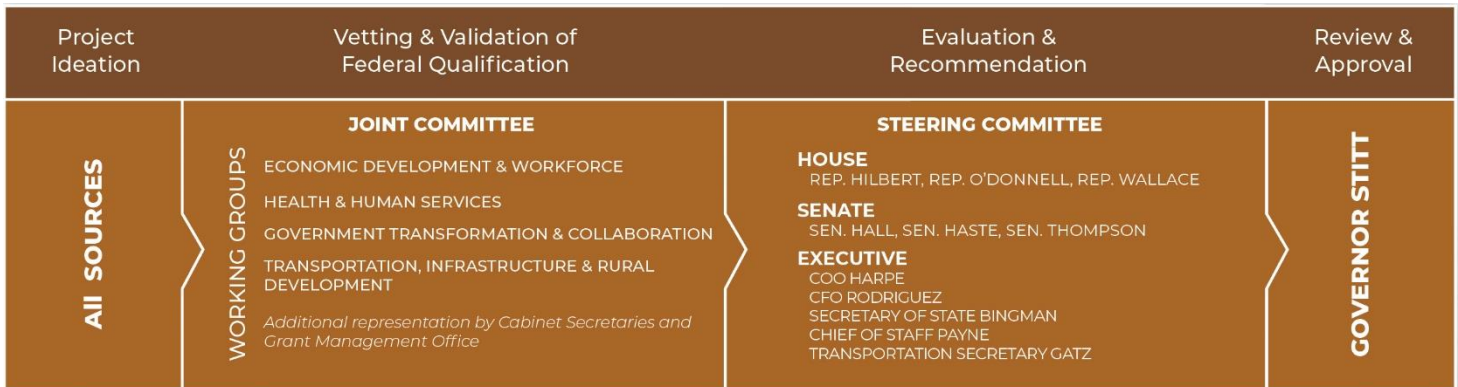 Project
Ideation
Vetting & Validation of
Federal Qualification
Evaluation &
Recommendation
Review &
Approval
All SOURCES
WORKING GROUPS
JOINT COMMITTEE
ECONOMIC DEVELOPMENT & WORKFORCE
HEALTH & HUMAN SERVICES
GOVERNMENT TRANSFORMATION & COLLABORATION
TRANSPORTATION, INFRASTRUCTURE & RURAL
DEVELOPMENT
Additional representation by Cabinet Secretaries and
Grant Management Office
STEERING COMMITTEE
HOUSE
REP. HILBERT, REP. O'DONNELL, REP. WALLACE
SENATE
SEN. HALL, SEN. HASTE, SEN. THOMPSON
EXECUTIVE
COO HARPE
CFO RODRIGUEZ
SECRETARY OF STATE BINGMAN
CHIEF OF STAFF PAYNE
TRANSPORTATION SECRETARY GATZ
GOVERNOR STITT